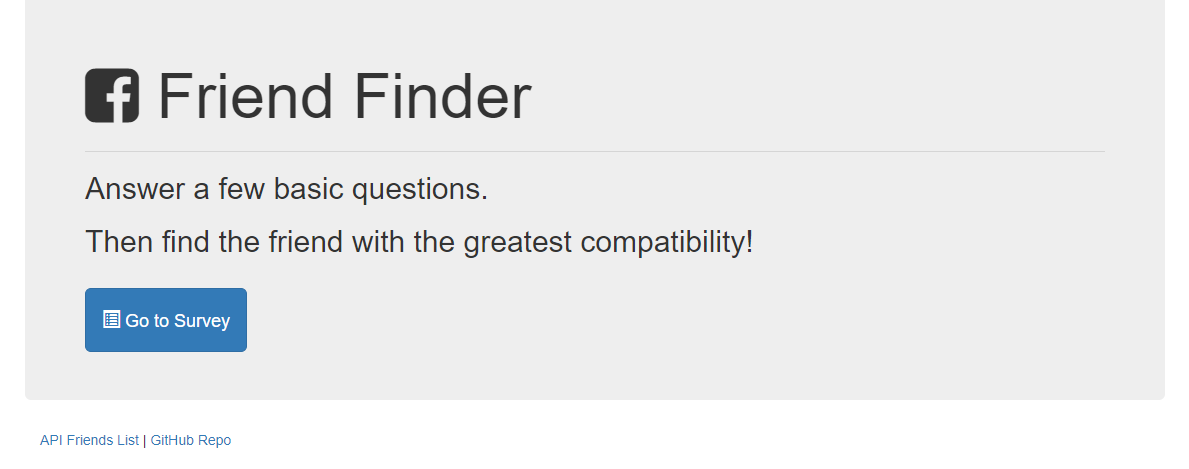 Friend Finder
Answer a few basic questions.
Then find the friend with the greatest compatibility!
Go to Survey
API Friends List | GitHub Repo